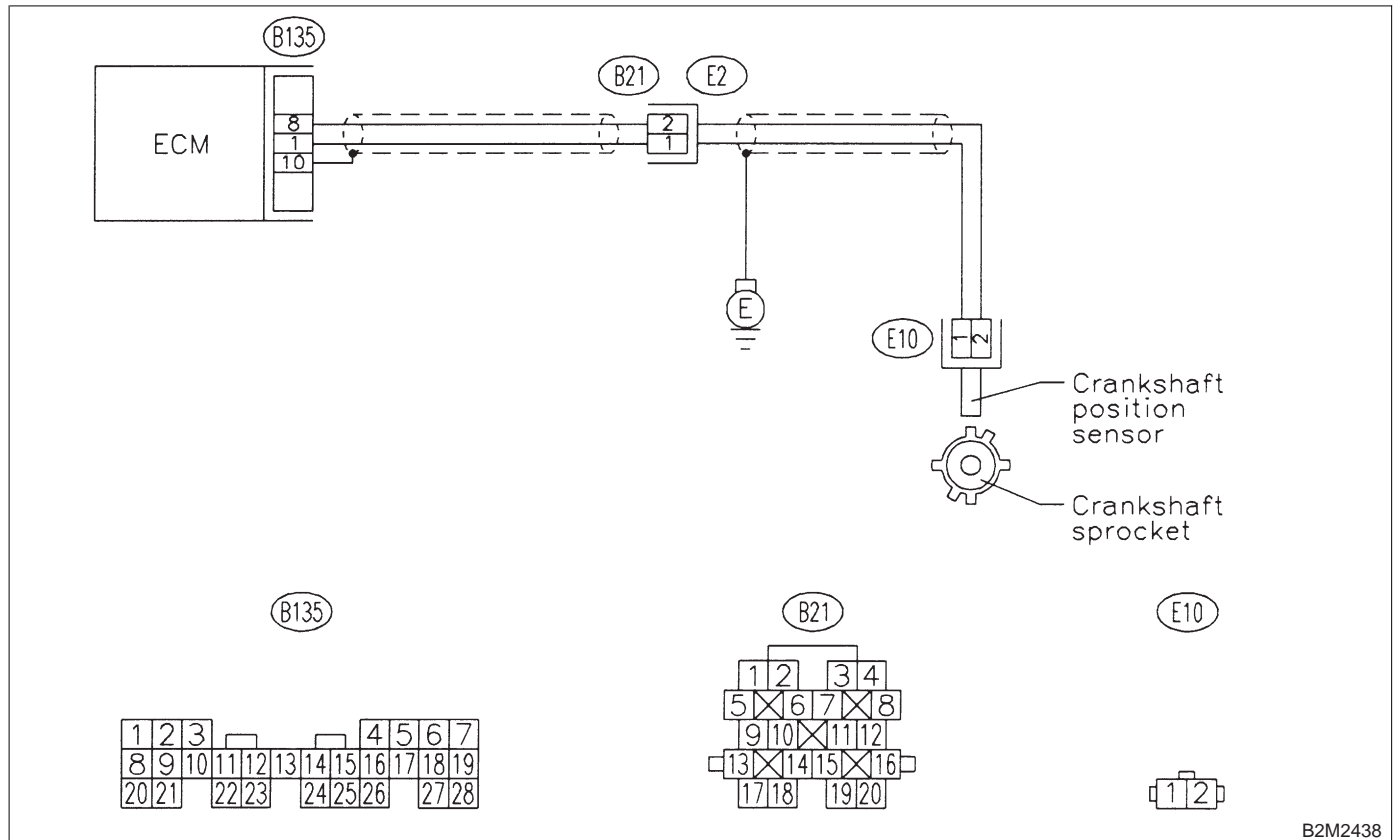 B135
B21 E2
8
1
10
ECM
2
1
E
E10
1 2
Crankshaft
position
sensor
Crankshaft
sprocket
B135
B21
E10
1 2 3 4 5 6 7
8 9 10 11 12 13 14 15 16 17 18 19
20 21 22 23 24 25 26 27 28
1 2 3 4
5 6 7 8
9 10 11 12
13 14 15 16
17 18 19 20
1 2
B2M2438